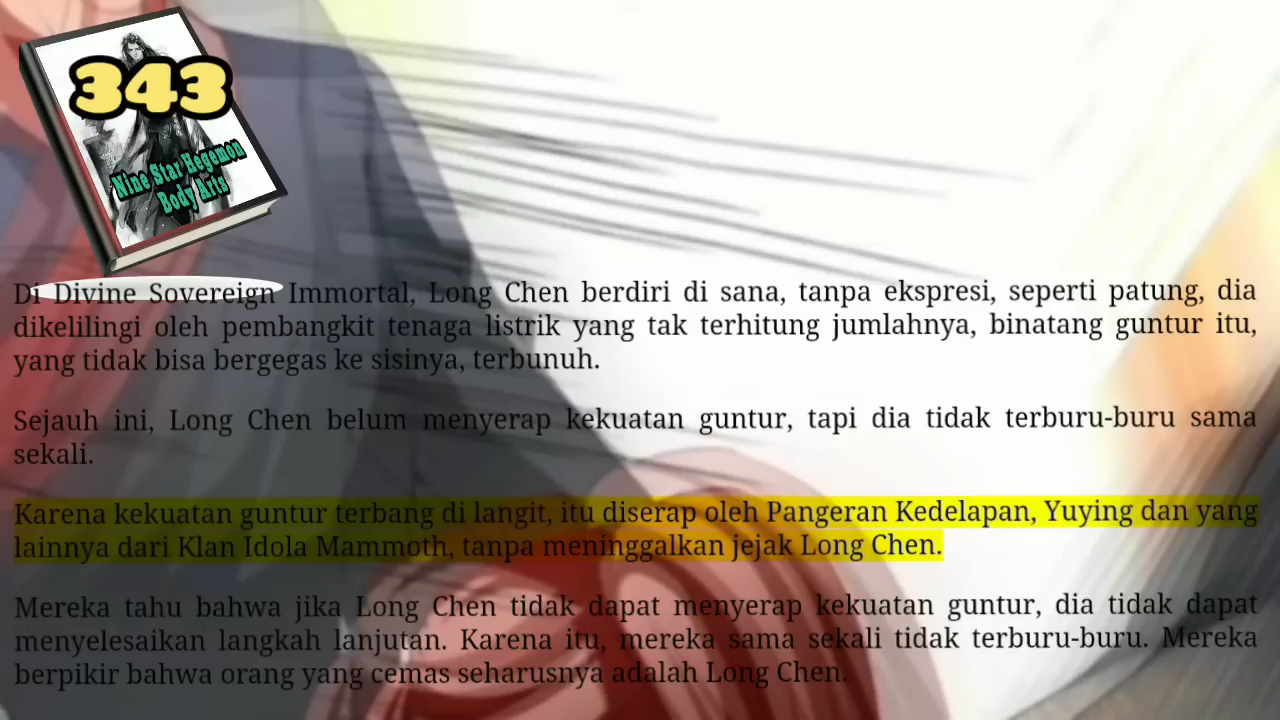 343
Nine Star Hegemon
Body Arts
Di Divine Sovereign Immortal, Long Chen berdiri di sana, tanpa ekspresi, seperti patung, dia
dikelilingi oleh pembangkit tenaga listrik yang tak terhitung jumlahnya, binatang guntur itu,
yang tidak bisa bergegas ke sisinya, terbunuh.
Sejauh ini, Long Chen belum menyerap kekuatan guntur, tapi dia tidak terburu-buru sama
sekali.
Karena kekuatan guntur terbang di langit, itu diserap oleh Pangeran Kedelapan, Yuying dan yang
lainnya dari Klan Idola Mammoth, tanpa meninggalkan jejak Long Chen.
Mereka tahu bahwa jika Long Chen tidak dapat menyerap kekuatan guntur, dia tidak dapat
menyelesaikan langkah lanjutan. Karena itu, mereka sama sekali tidak terburu-buru. Mereka
berpikir bahwa orang yang cemas seharusnya adalah Long Chen.